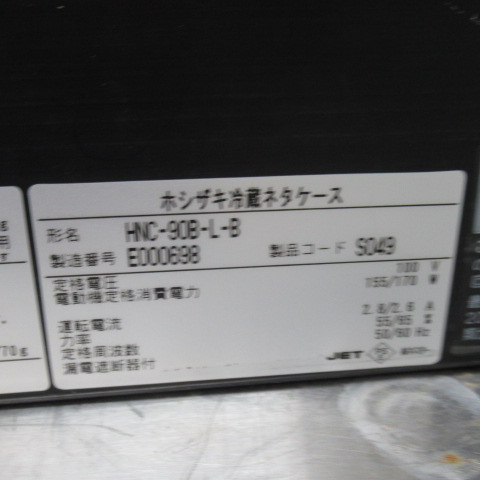 ホシザキ冷蔵ネタケース
形名 HNC-90B-L-B
製造番号 E000698 製品コード S049
定格電圧 100 V
電動機定格消費電力 155/170 W
運転電流 2.8/2.6 A
力率 55/65 %
定格周波数 50/60 Hz
漏電遮断器付
JET
用
/70g